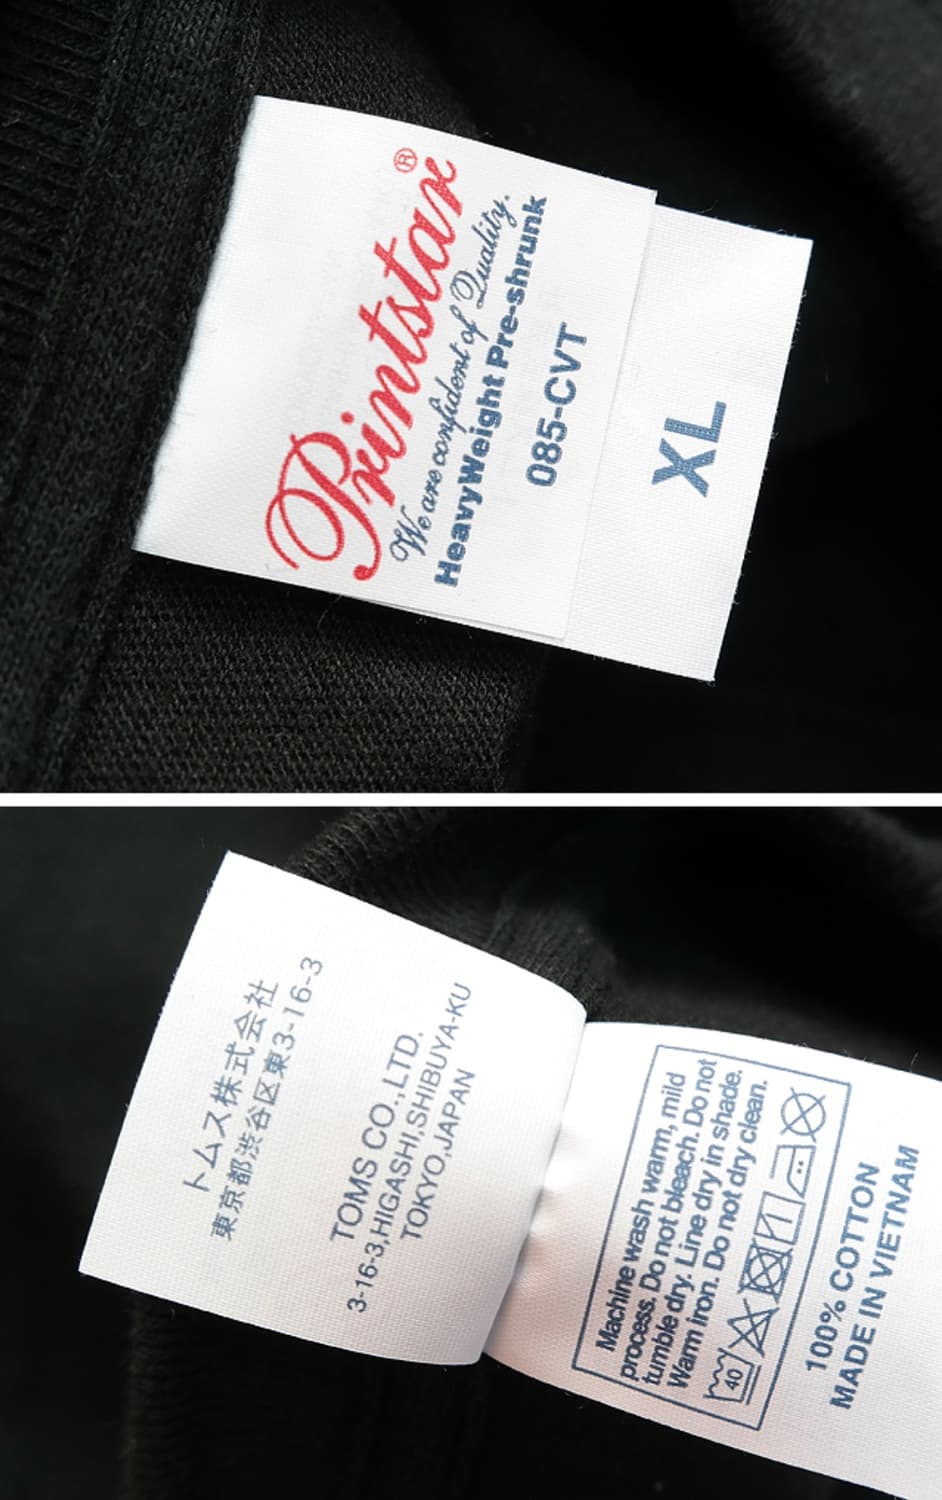 Printstar®
We are confident of Quality.
HeavyWeight Pre-shrunk
085-CVT
XL
トムス株式会社
東京都渋谷区東3-16-3
TOMS CO.,LTD.
3-16-3,HIGASHI,SHIBUYA-KU
TOKYO,JAPAN
Machine wash warm, mild
process. Do not bleach. Do not
tumble dry. Line dry in shade.
Warm iron. Do not dry clean.
40
100% COTTON
MADE IN VIETNAM